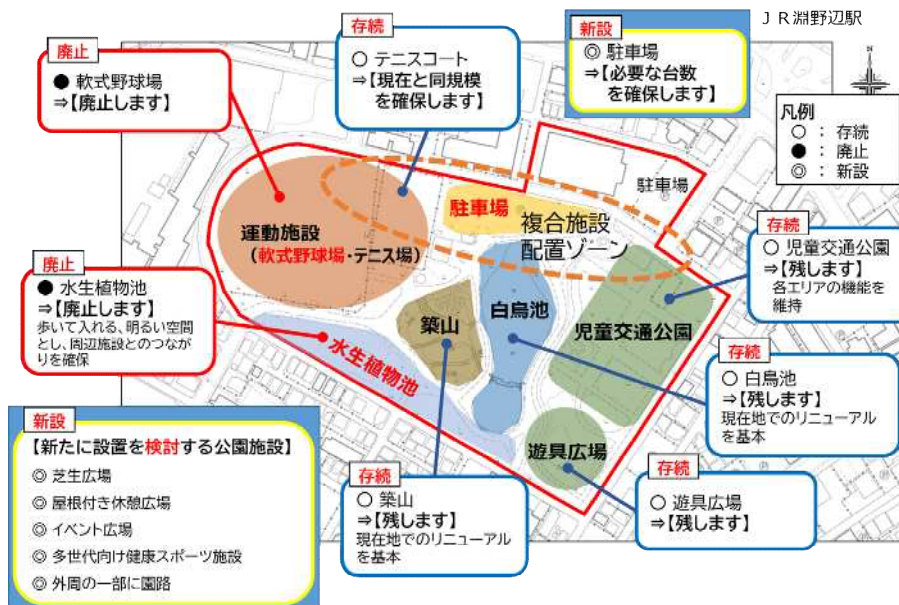 JR淵野辺駅
廃止
● 軟式野球場
⇒【廃止します】
存続
○ テニスコート
⇒【現在と同規模
を確保します】
新設
◎ 駐車場
⇒【必要な台数
を確保します】
N
凡例
○ : 存続
● : 廃止
◎ : 新設
駐車場
駐車場
複合施設
配置ゾーン
運動施設
(軟式野球場・テニス場)
存続
○ 児童交通公園
⇒【残します】
各エリアの機能を
維持
廃止
● 水生植物池
⇒【廃止します】
歩いて入れる、明るい空間
とし、周辺施設とのつなが
りを確保
築山
白鳥池
児童交通公園
水生植物池
遊具広場
存続
○ 白鳥池
⇒【残します】
現在地でのリニューアル
を基本
新設
【新たに設置を検討する公園施設】
◎ 芝生広場
◎ 屋根付き休憩広場
◎ イベント広場
◎ 多世代向け健康スポーツ施設
◎ 外周の一部に園路
存続
○ 築山
⇒【残します】
現在地でのリニューアル
を基本
存続
○ 遊具広場
⇒【残します】